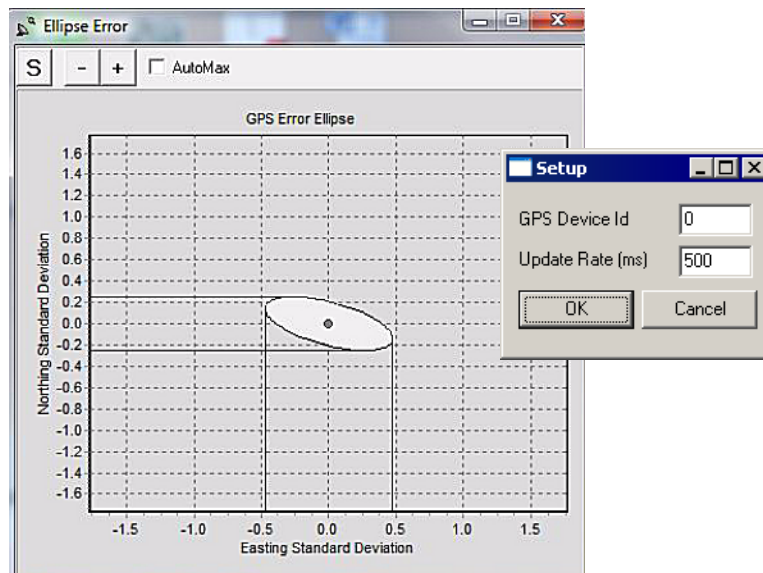 Ellipse Error
S - + AutoMax
GPS Error Ellipse
Northing Standard Deviation
1.6
1.4
1.2
1.0
0.8
0.6
0.4
0.2
0.0
-0.2
-0.4
-0.6
-0.8
-1.0
-1.2
-1.4
-1.6
-1.5 -1.0 -0.5 0.0 0.5 1.0 1.5
Easting Standard Deviation
Setup
GPS Device Id 0
Update Rate (ms) 500
OK Cancel